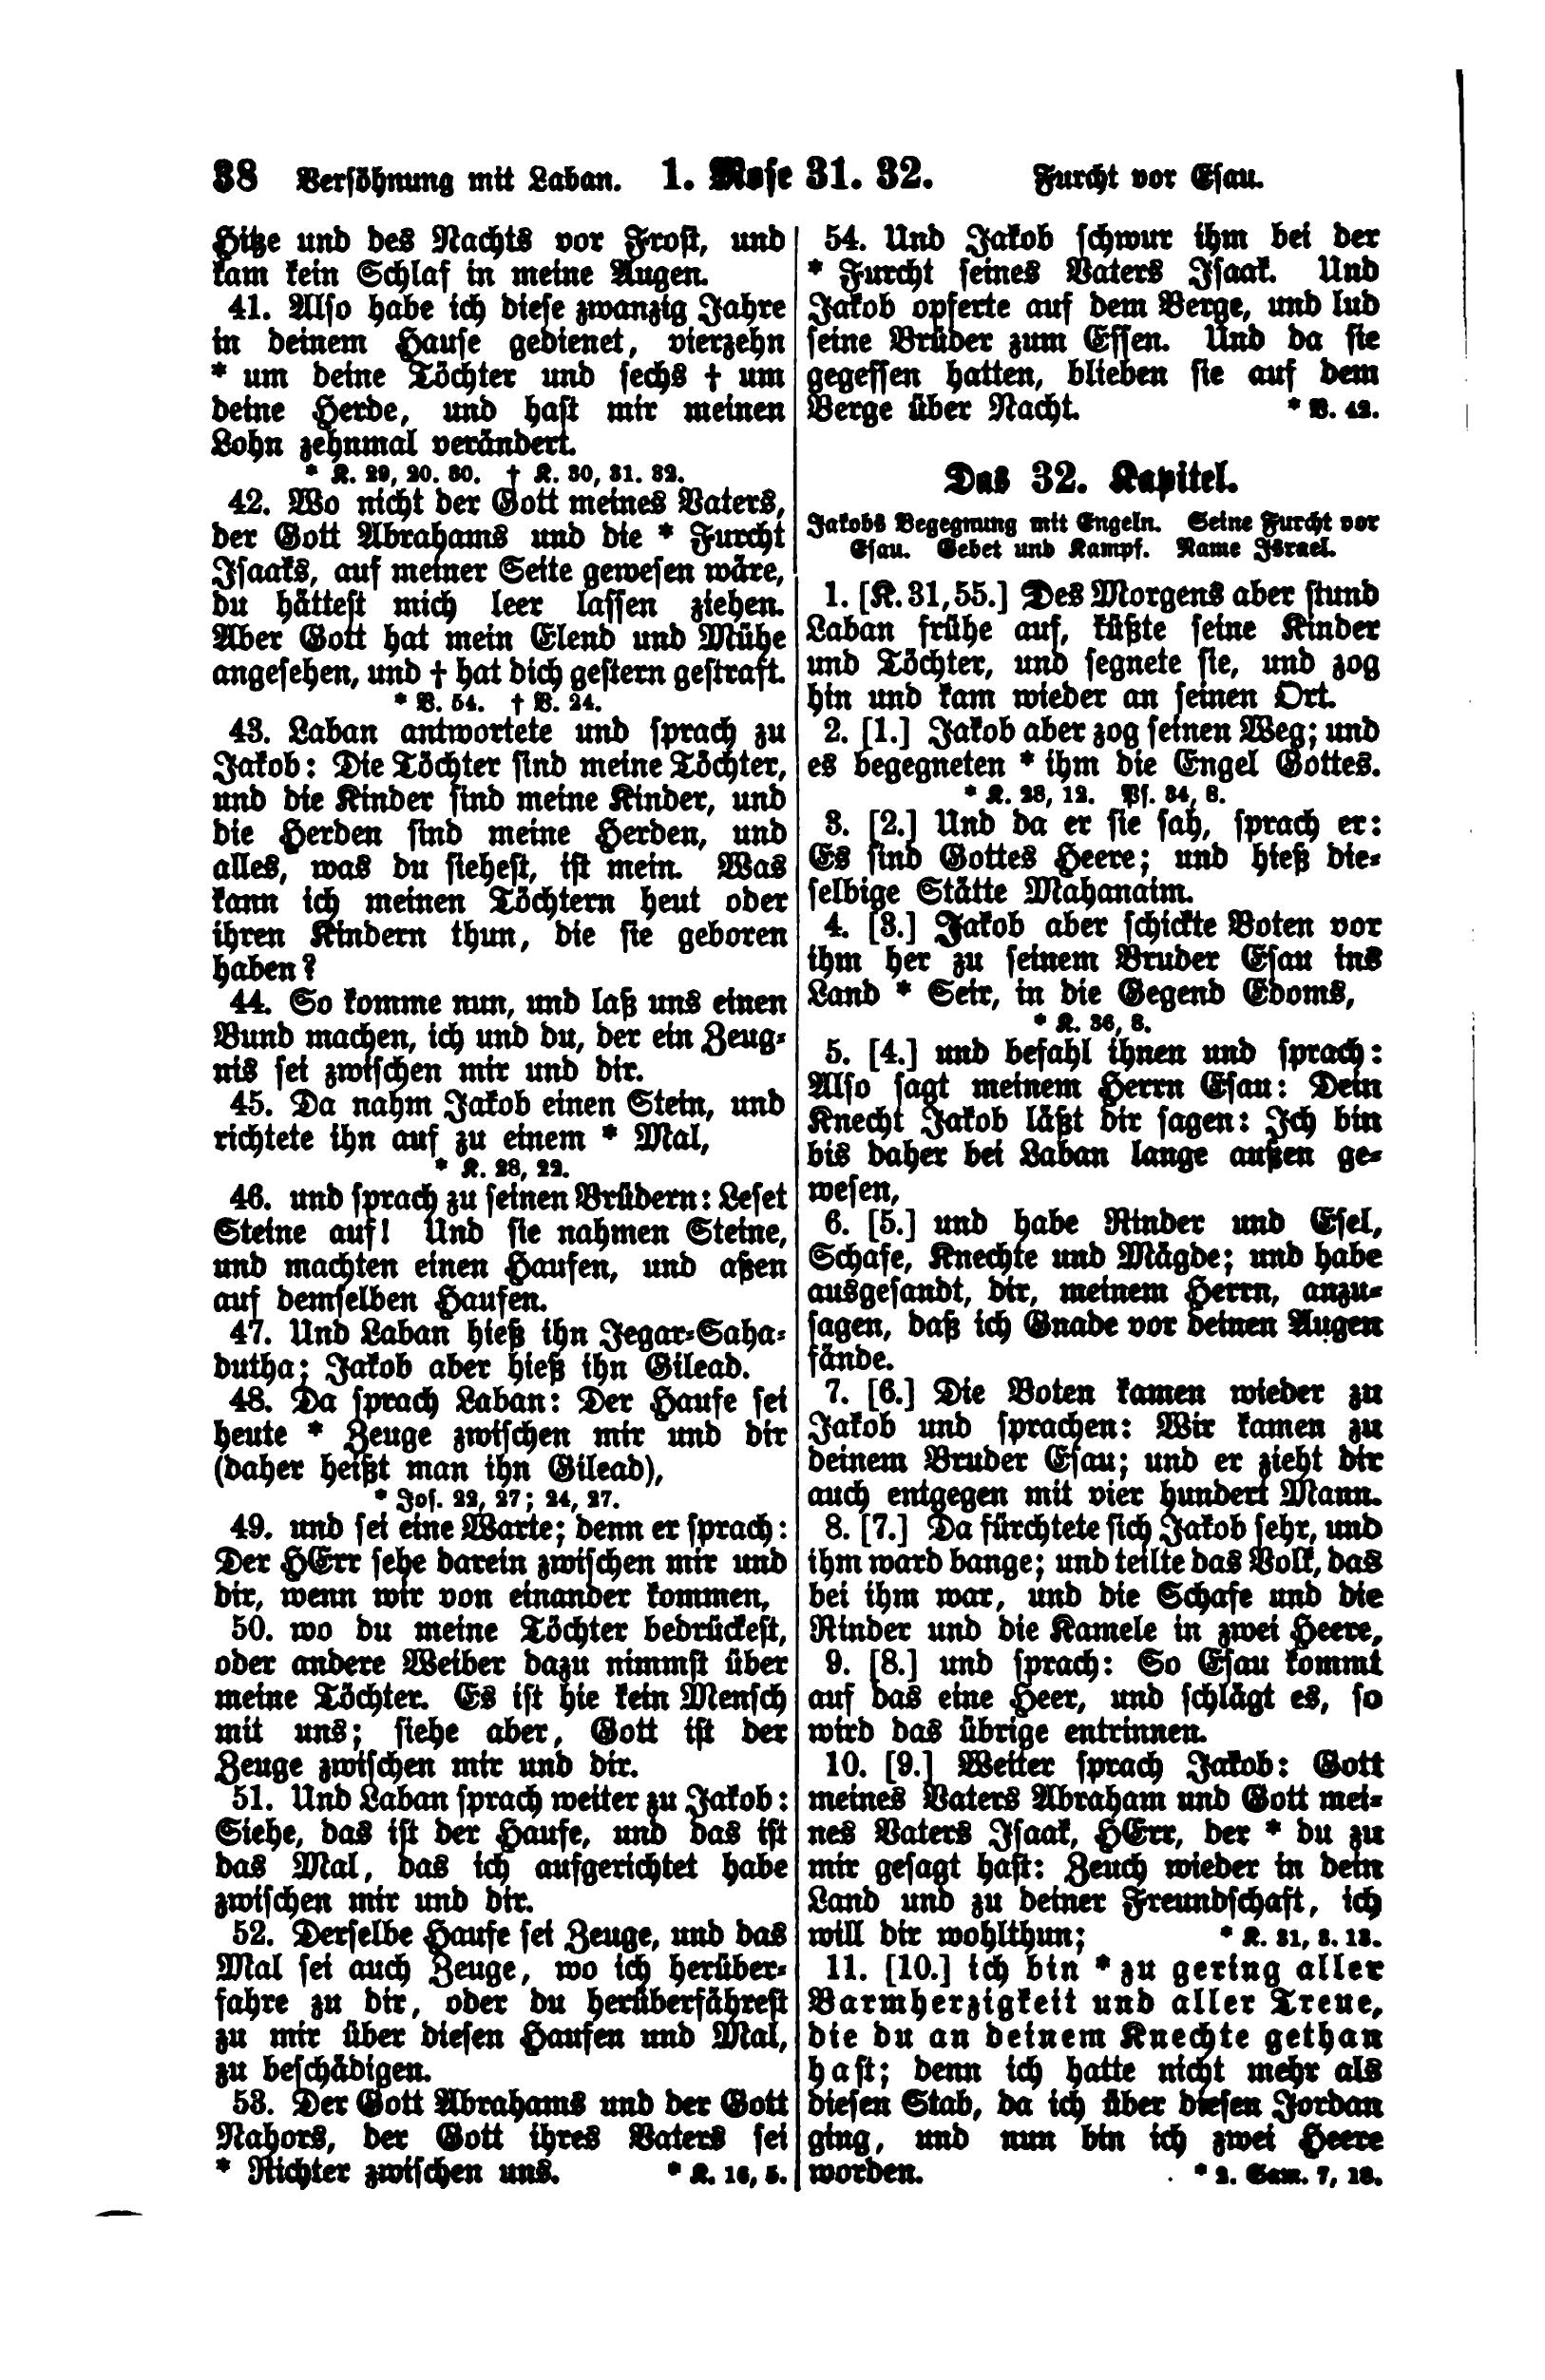 38 Versöhnung mit Laban. 1. Mose 31. 32. Furcht vor Esau.
Hitze und des Nachts vor Frost, und
kam kein Schlaf in meine Augen.
41. Also habe ich diese zwanzig Jahre
in deinem Hause gedienet, vierzehn
* um deine Töchter und sechs † um
deine Herde, und hast mir meinen
Lohn zehnmal verändert.
* K. 29, 20. 30. † K. 30, 31. 32.
42. Wo nicht der Gott meines Vaters,
der Gott Abrahams und die * Furcht
Isaaks, auf meiner Seite gewesen wäre,
du hättest mich leer lassen ziehen.
Aber Gott hat mein Elend und Mühe
angesehen, und † hat dich gestern gestraft.
* V. 54. † V. 24.
43. Laban antwortete und sprach zu
Jakob: Die Töchter sind meine Töchter,
und die Kinder sind meine Kinder, und
die Herden sind meine Herden, und
alles, was du siehest, ist mein. Was
kann ich meinen Töchtern heut oder
ihren Kindern thun, die sie geboren
haben?
44. So komme nun, und laß uns einen
Bund machen, ich und du, der ein Zeug-
nis sei zwischen mir und dir.
45. Da nahm Jakob einen Stein, und
richtete ihn auf zu einem * Mal,
* K. 28, 22.
46. und sprach zu seinen Brüdern: Leset
Steine auf! Und sie nahmen Steine,
und machten einen Haufen, und aßen
auf demselben Haufen.
47. Und Laban hieß ihn Jegar-Saha-
dutha; Jakob aber hieß ihn Gilead.
48. Da sprach Laban: Der Haufe sei
heute * Zeuge zwischen mir und dir
(daher heißt man ihn Gilead),
* Jos. 22, 27; 24, 27.
49. und sei eine Warte; denn er sprach:
Der HErr sehe darein zwischen mir und
dir, wenn wir von einander kommen,
50. wo du meine Töchter bedrückest,
oder andere Weiber dazu nimmst über
meine Töchter. Es ist hie kein Mensch
mit uns; siehe aber, Gott ist der
Zeuge zwischen mir und dir.
51. Und Laban sprach weiter zu Jakob:
Siehe, das ist der Haufe, und das ist
das Mal, das ich aufgerichtet habe
zwischen mir und dir.
52. Derselbe Haufe sei Zeuge, und das
Mal sei auch Zeuge, wo ich herüber-
fahre zu dir, oder du herüberfährest
zu mir über diesen Haufen und Mal,
zu beschädigen.
53. Der Gott Abrahams und der Gott
Nahors, der Gott ihres Vaters sei
* Richter zwischen uns. * K. 16, 5.
54. Und Jakob schwur ihm bei der
* Furcht seines Vaters Isaak. Und
Jakob opferte auf dem Berge, und lud
seine Brüder zum Essen. Und da sie
gegessen hatten, blieben sie auf dem
Berge über Nacht. * V. 42.
Das 32. Kapitel.
Jakobs Begegnung mit Engeln. Seine Furcht vor
Esau. Gebet und Kampf. Name Israel.
1. [K. 31, 55.] Des Morgens aber stund
Laban frühe auf, küßte seine Kinder
und Töchter, und segnete sie, und zog
hin und kam wieder an seinen Ort.
2. [1.] Jakob aber zog seinen Weg; und
es begegneten * ihm die Engel Gottes.
* K. 28, 12. Ps. 34, 8.
3. [2.] Und da er sie sah, sprach er:
Es sind Gottes Heere; und hieß die-
selbige Stätte Mahanaim.
4. [3.] Jakob aber schickte Boten vor
ihm her zu seinem Bruder Esau ins
Land * Seir, in die Gegend Edoms,
* K. 36, 8.
5. [4.] und befahl ihnen und sprach:
Also sagt meinem Herrn Esau: Dein
Knecht Jakob läßt dir sagen: Ich bin
bis daher bei Laban lange außen ge-
wesen,
6. [5.] und habe Rinder und Esel,
Schafe, Knechte und Mägde; und habe
ausgesandt, dir, meinem Herrn, anzu-
sagen, daß ich Gnade vor deinen Augen
fände.
7. [6.] Die Boten kamen wieder zu
Jakob und sprachen: Wir kamen zu
deinem Bruder Esau; und er zieht dir
auch entgegen mit vier hundert Mann.
8. [7.] Da fürchtete sich Jakob sehr, und
ihm ward bange; und teilte das Volk, das
bei ihm war, und die Schafe und die
Rinder und die Kamele in zwei Heere,
9. [8.] und sprach: So Esau kommt
auf das eine Heer, und schlägt es, so
wird das übrige entrinnen.
10. [9.] Weiter sprach Jakob: Gott
meines Vaters Abraham und Gott mei-
nes Vaters Isaak, HErr, der * du zu
mir gesagt hast: Zeuch wieder in dein
Land und zu deiner Freundschaft, ich
will dir wohlthun; * K. 31, 3. 13.
11. [10.] ich bin * zu gering aller
Barmherzigkeit und aller Treue,
die du an deinem Knechte gethan
hast; denn ich hatte nicht mehr als
diesen Stab, da ich über diesen Jordan
ging, und nun bin ich zwei Heere
worden. * 2. Sam. 7, 18.